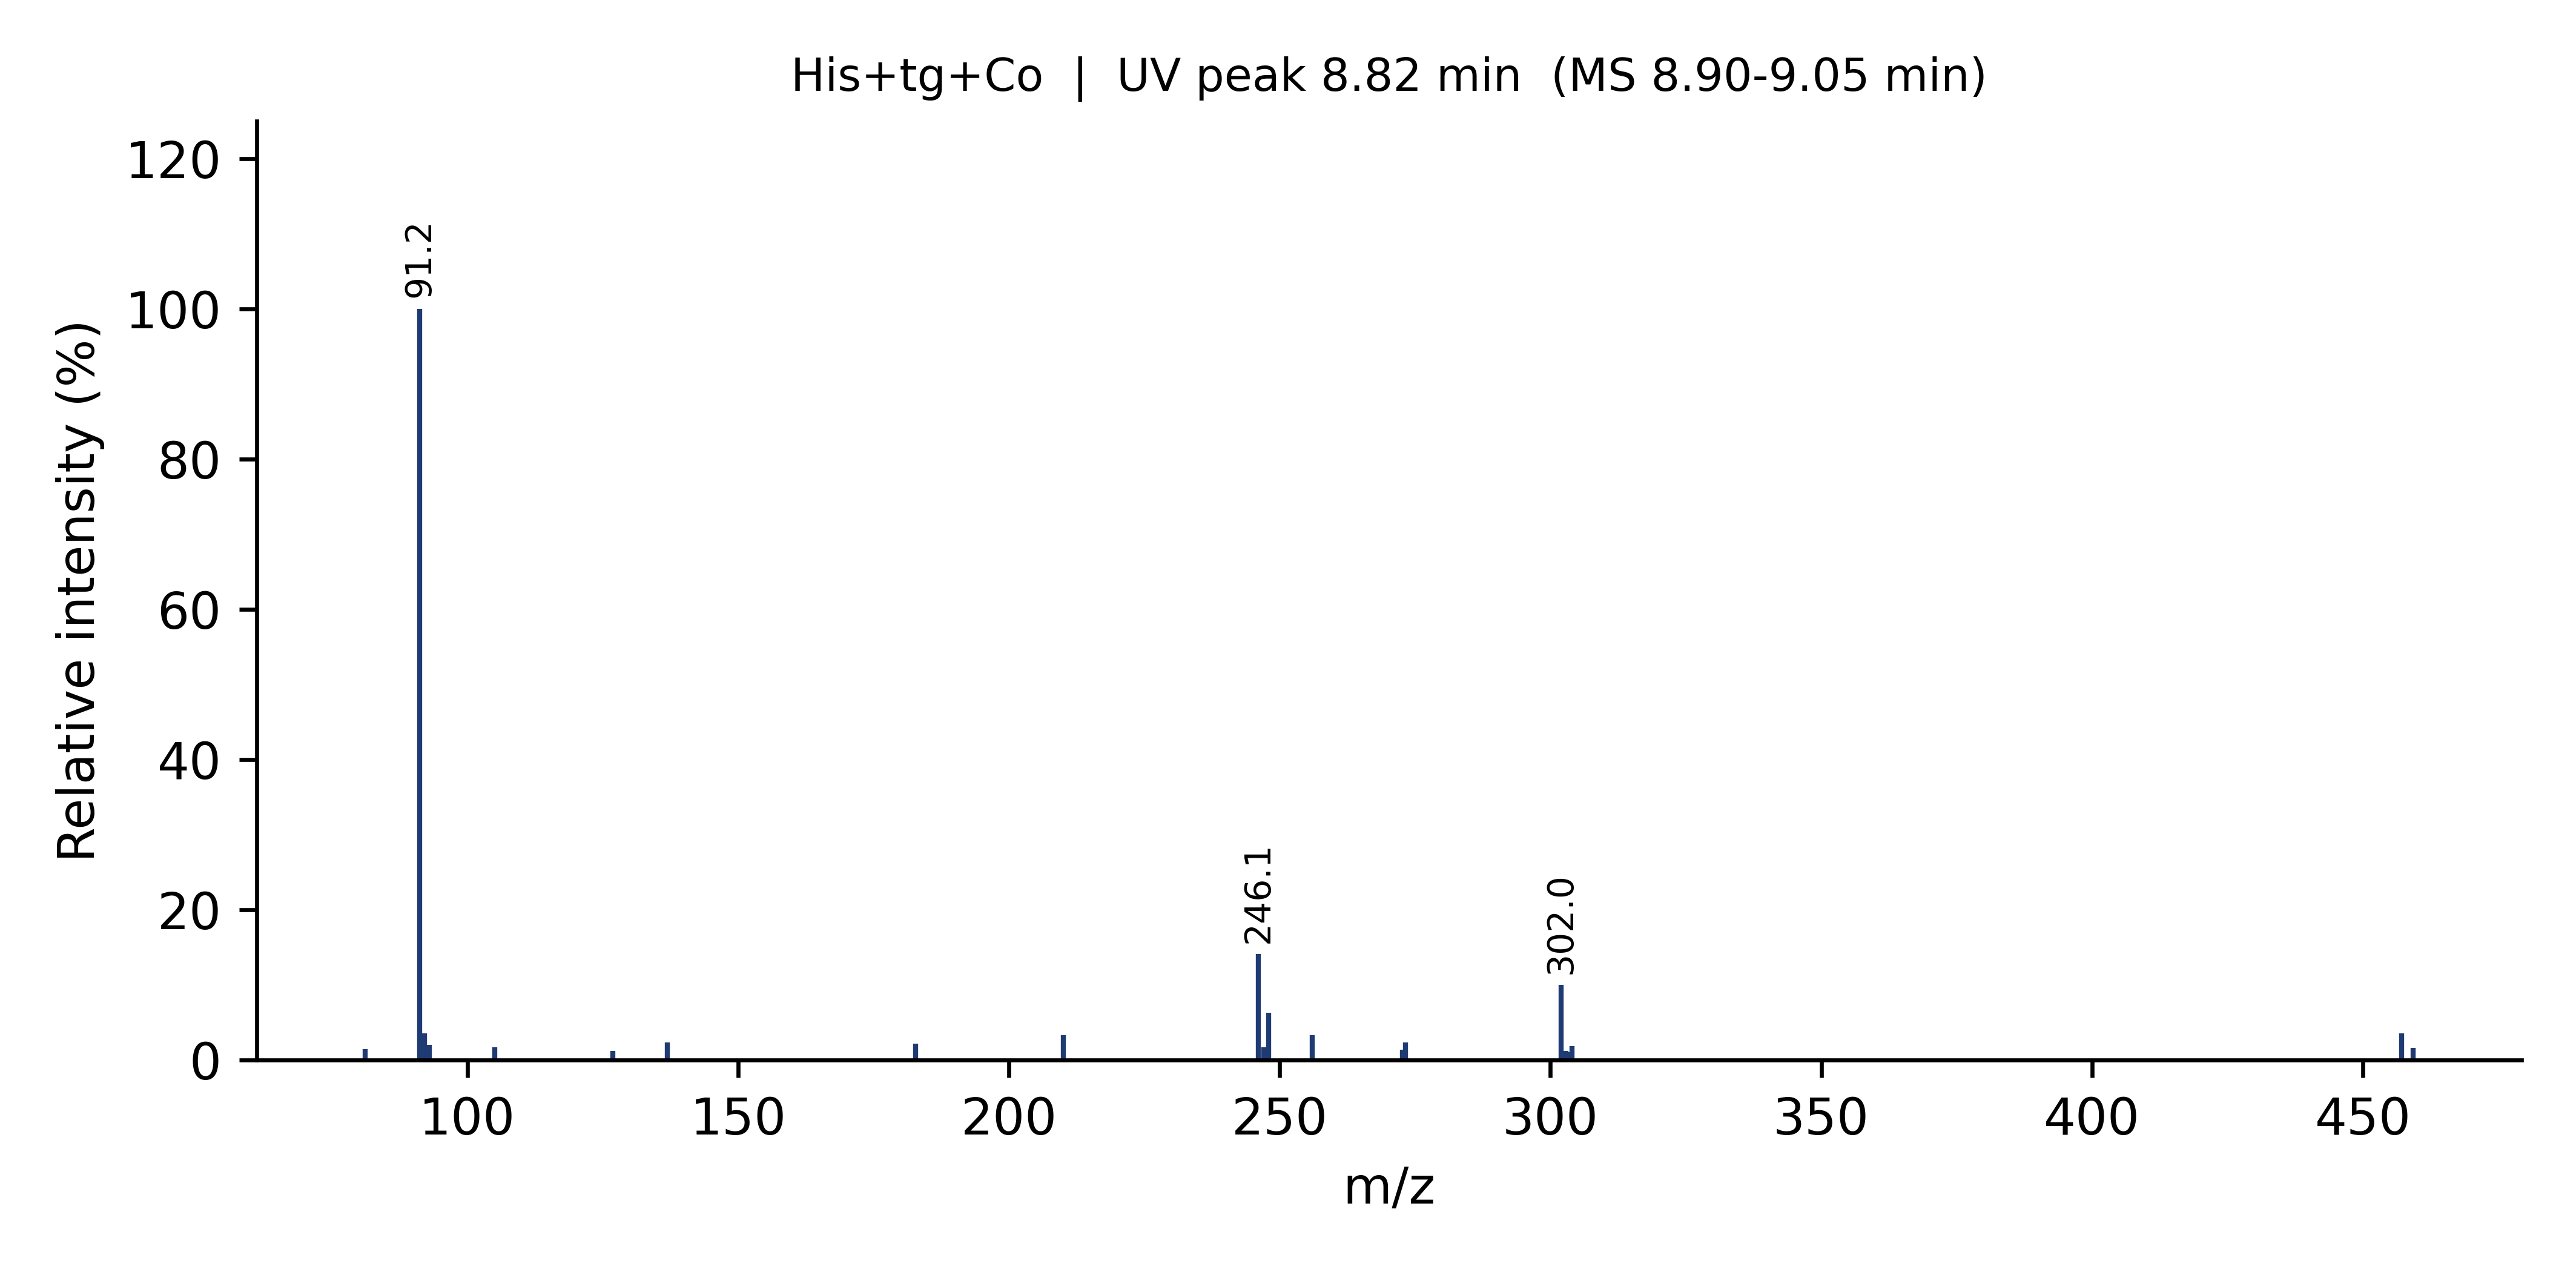 His+tg+Co | UV peak 8.82 min (MS 8.90-9.05 min)
Relative intensity (%)
120
100
80
60
40
20
0
91.2
246.1
302.0
100 150 200 250 300 350 400 450
m/z